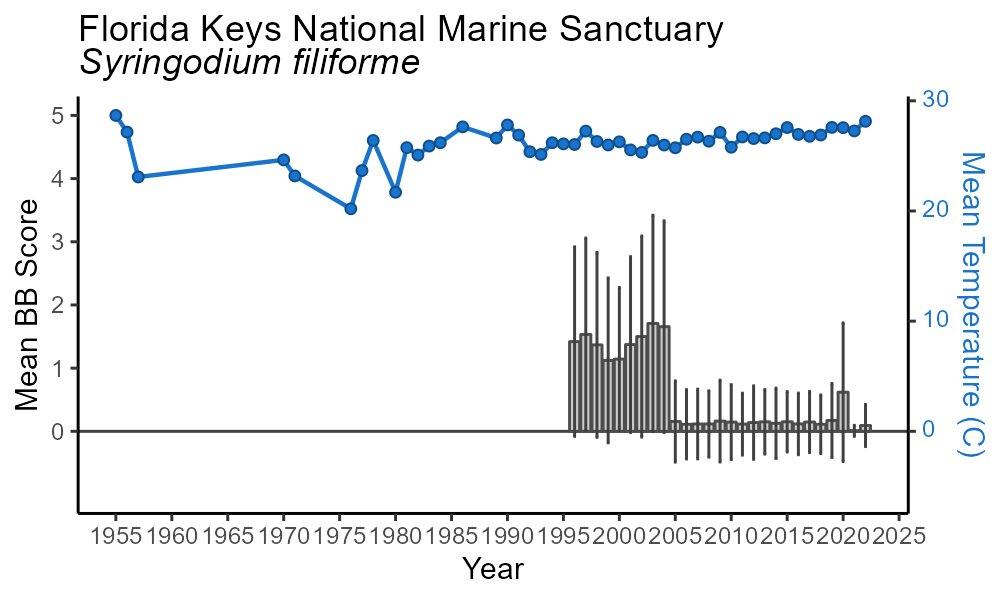 Florida Keys National Marine Sanctuary
Syringodium filiforme
Mean BB Score
5
4
3
2
1
0
30
20
10
0
Mean Temperature (C)
1955 1960 1965 1970 1975 1980 1985 1990 1995 2000 2005 2010 2015 2020 2025
Year